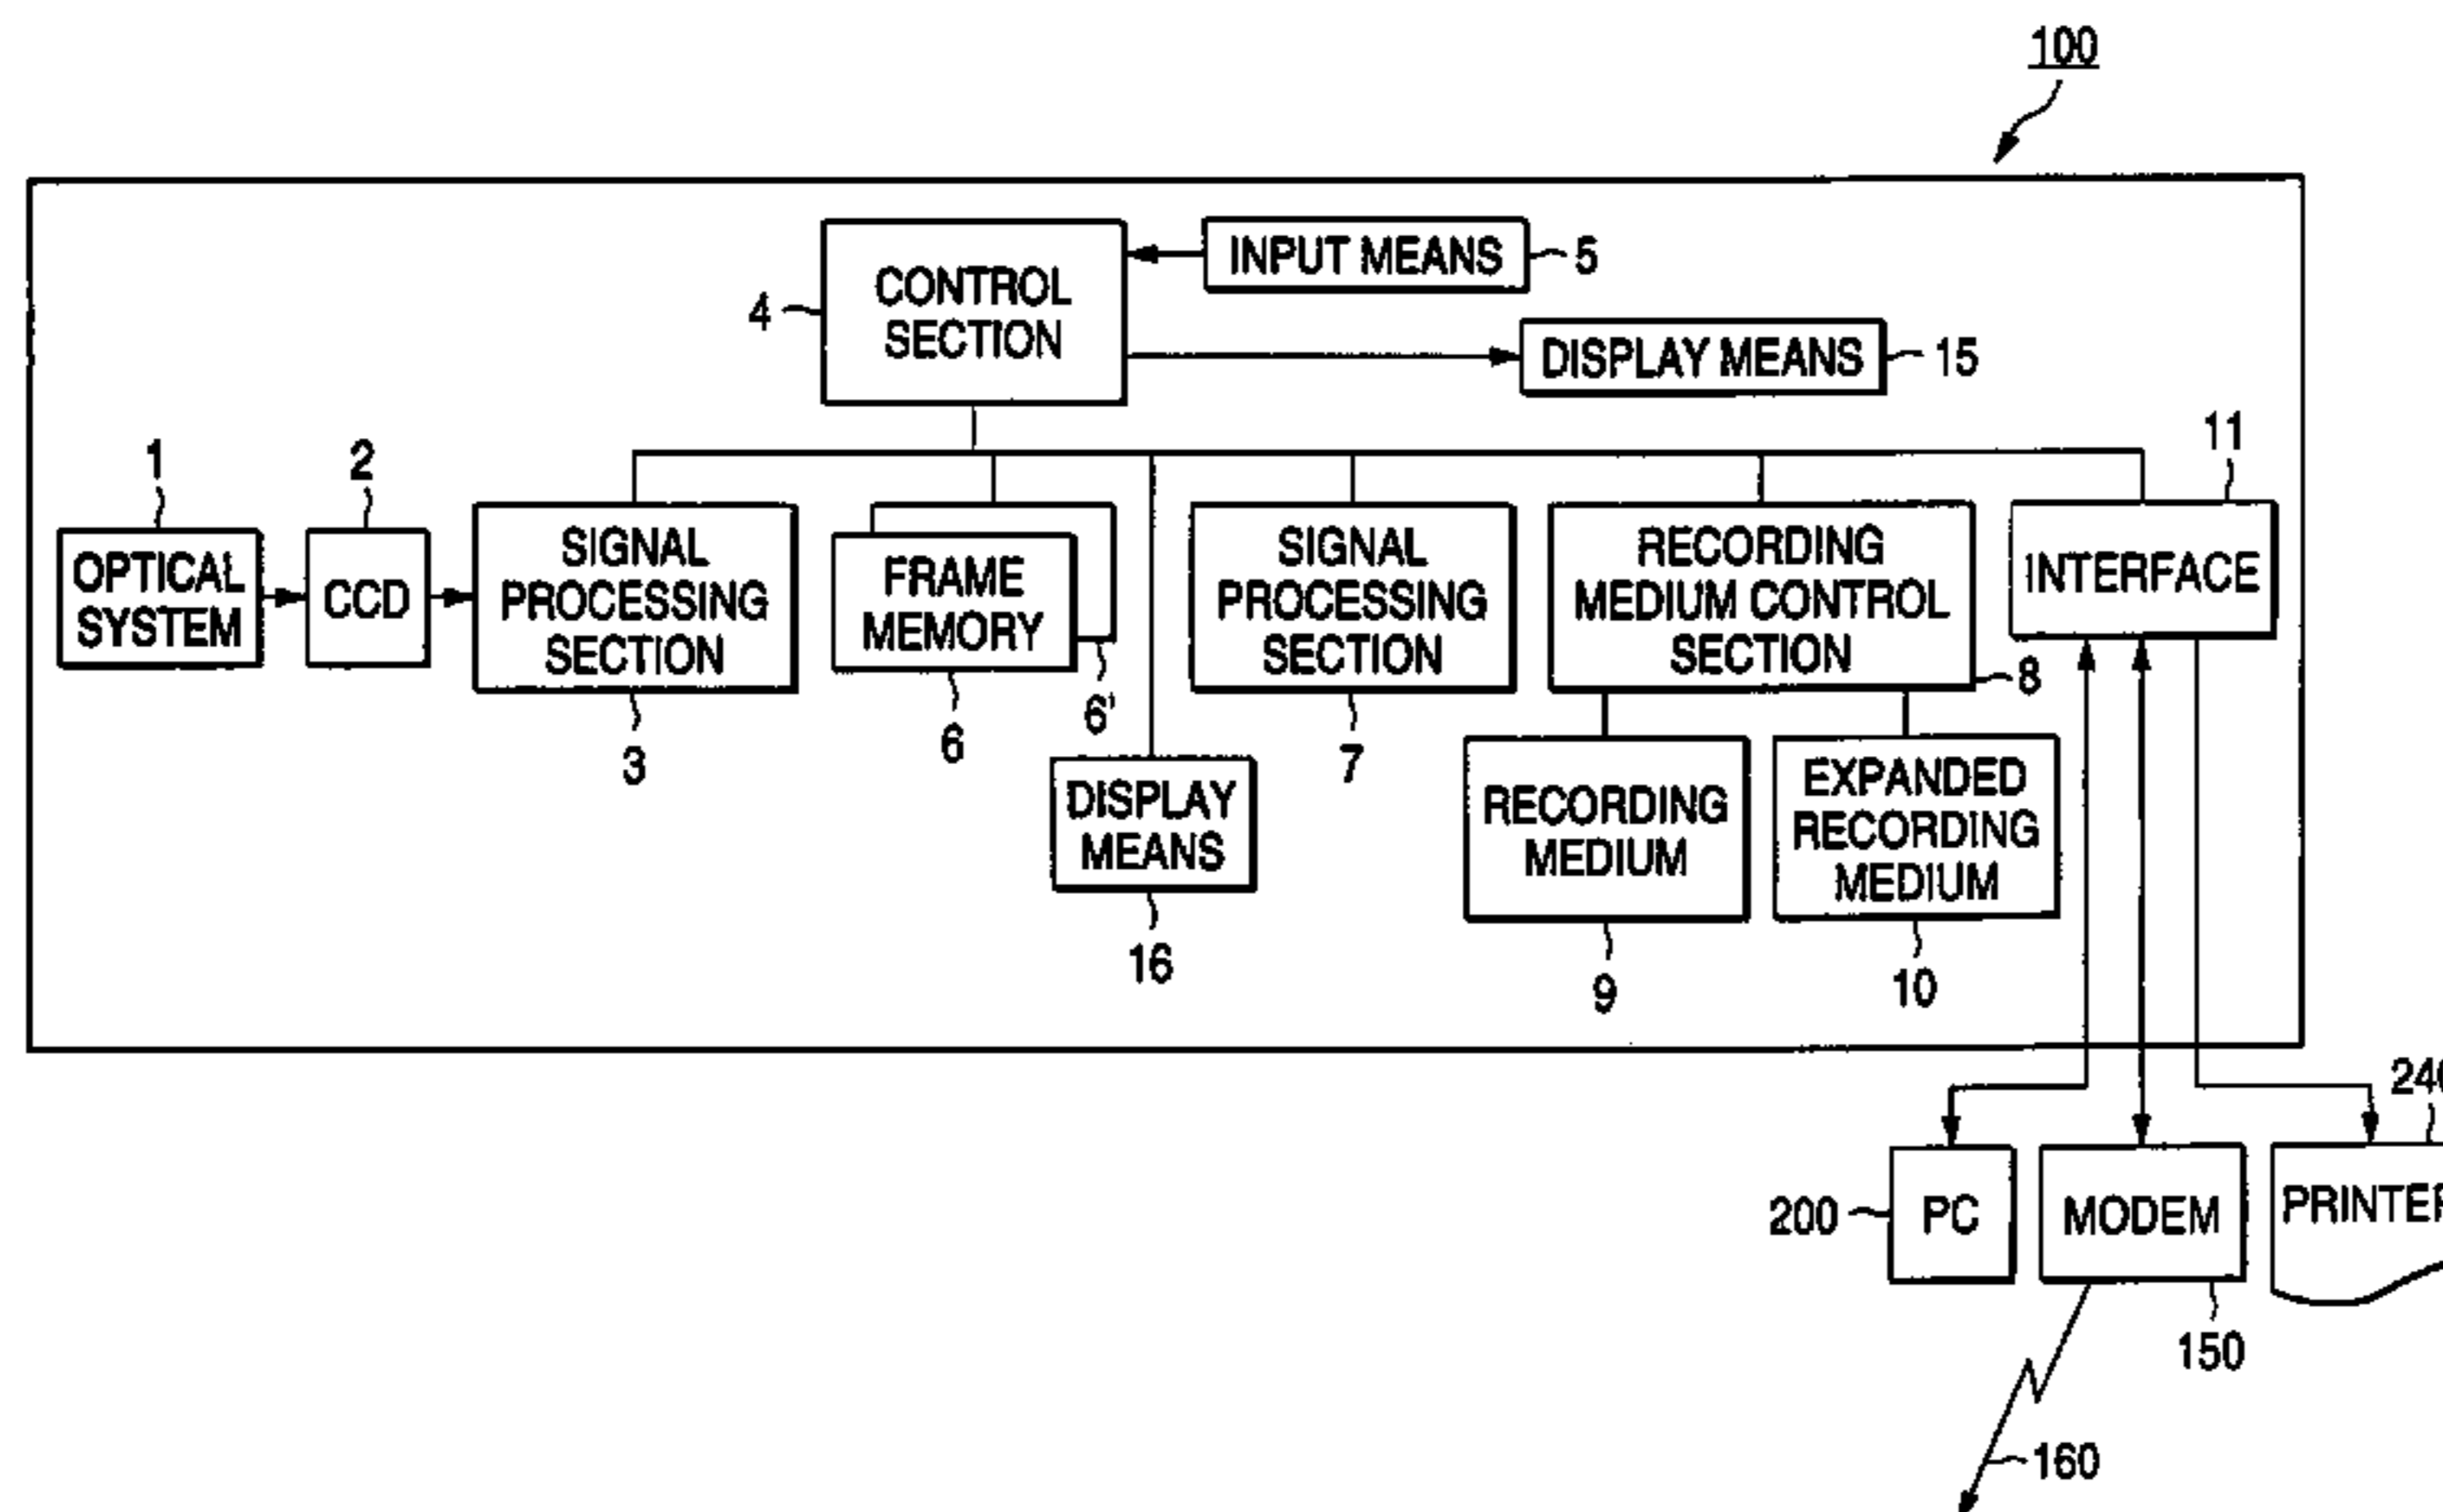 100
CONTROL
SECTION
4
INPUT MEANS
5
DISPLAY MEANS
15
1
OPTICAL
SYSTEM
2
CCD
SIGNAL
PROCESSING
SECTION
3
FRAME
MEMORY
6
6'
DISPLAY
MEANS
16
SIGNAL
PROCESSING
SECTION
7
RECORDING
MEDIUM CONTROL
SECTION
8
RECORDING
MEDIUM
9
EXPANDED
RECORDING
MEDIUM
10
11
INTERFACE
200
PC
MODEM
150
160
240
PRINTER